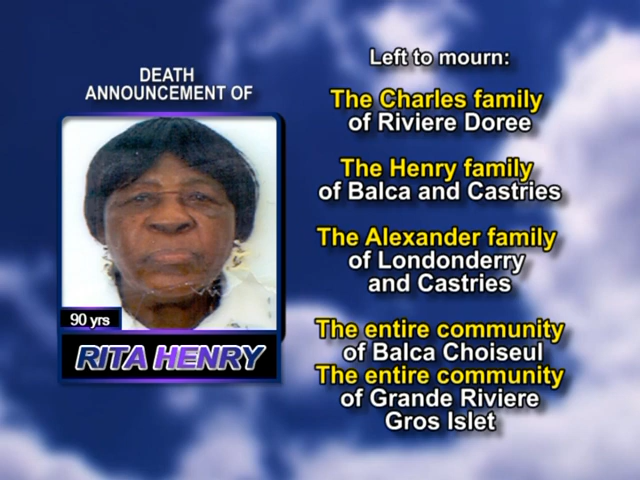 DEATH
ANNOUNCEMENT OF
90 yrs
RITA HENRY
Left to mourn:
The Charles family
of Riviere Doree
The Henry family
of Balca and Castries
The Alexander family
of Londonderry
and Castries
The entire community
of Balca Choiseul
The entire community
of Grande Riviere
Gros Islet